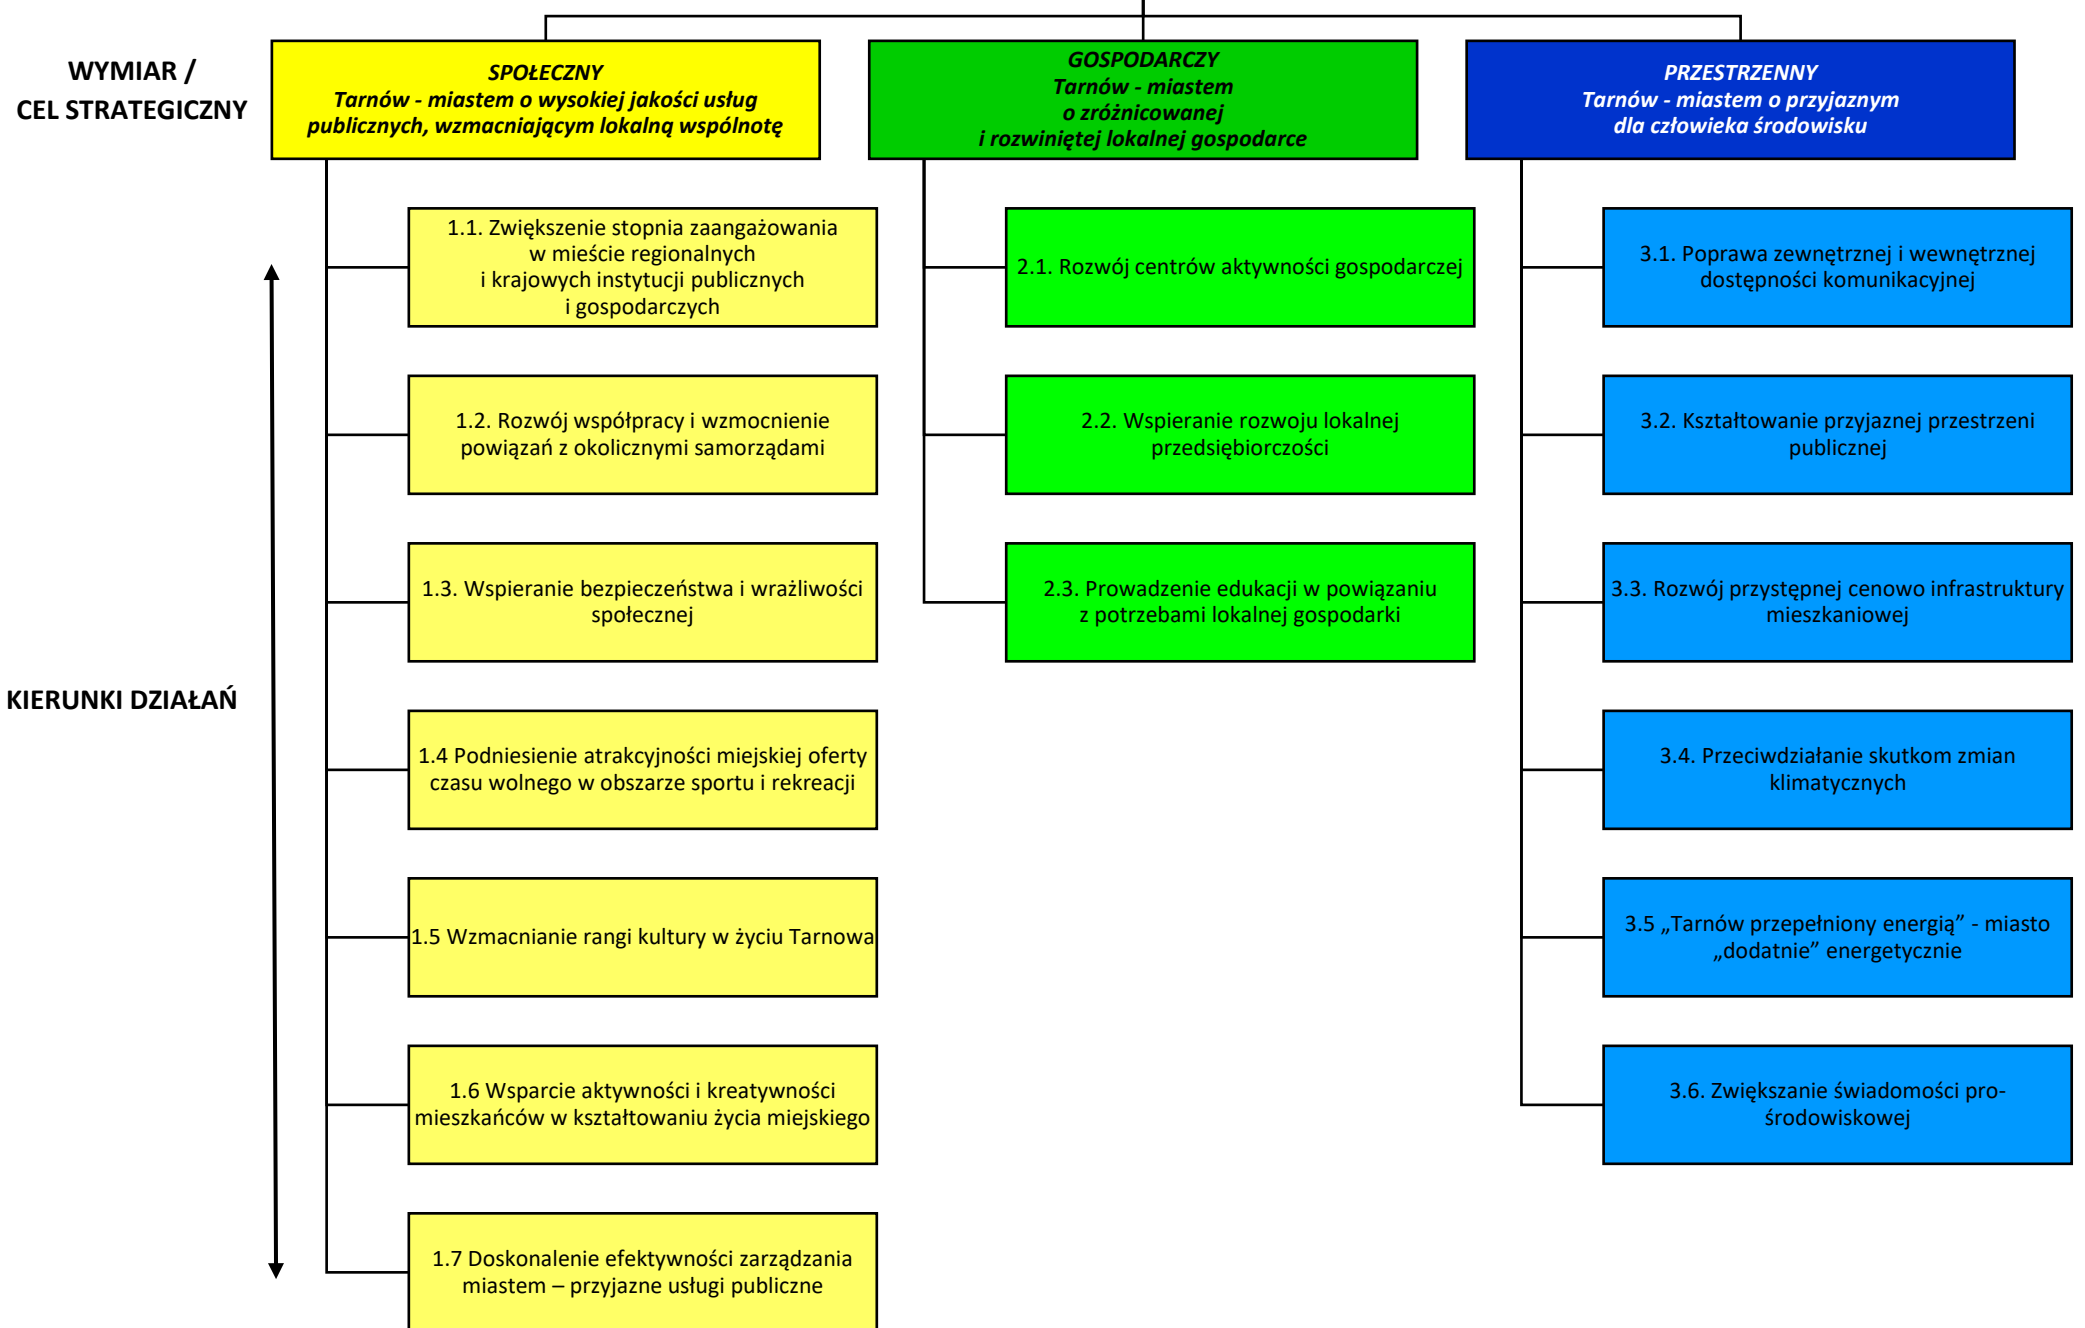 WYMIAR /
CEL STRATEGICZNY
SPOŁECZNY
Tarnów - miastem o wysokiej jakości usług
publicznych, wzmacniającym lokalną wspólnotę
GOSPODARCZY
Tarnów - miastem
o zróżnicowanej
i rozwiniętej lokalnej gospodarce
PRZESTRZENNY
Tarnów - miastem o przyjaznym
dla człowieka środowisku
KIERUNKI DZIAŁAŃ
1.1. Zwiększenie stopnia zaangażowania
w mieście regionalnych
i krajowych instytucji publicznych
i gospodarczych
1.2. Rozwój współpracy i wzmocnienie
powiązań z okolicznymi samorządami
1.3. Wspieranie bezpieczeństwa i wrażliwości
społecznej
1.4 Podniesienie atrakcyjności miejskiej oferty
czasu wolnego w obszarze sportu i rekreacji
1.5 Wzmacnianie rangi kultury w życiu Tarnowa
1.6 Wsparcie aktywności i kreatywności
mieszkańców w kształtowaniu życia miejskiego
1.7 Doskonalenie efektywności zarządzania
miastem – przyjazne usługi publiczne
2.1. Rozwój centrów aktywności gospodarczej
2.2. Wspieranie rozwoju lokalnej
przedsiębiorczości
2.3. Prowadzenie edukacji w powiązaniu
z potrzebami lokalnej gospodarki
3.1. Poprawa zewnętrznej i wewnętrznej
dostępności komunikacyjnej
3.2. Kształtowanie przyjaznej przestrzeni
publicznej
3.3. Rozwój przystępnej cenowo infrastruktury
mieszkaniowej
3.4. Przeciwdziałanie skutkom zmian
klimatycznych
3.5 „Tarnów przepełniony energią” - miasto
„dodatnie” energetycznie
3.6. Zwiększanie świadomości pro-
środowiskowej